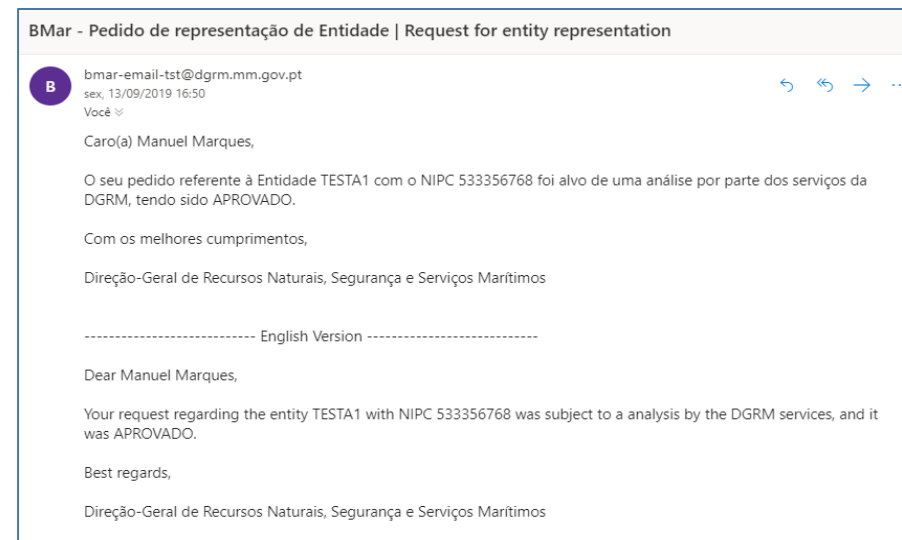 BMar - Pedido de representação de Entidade | Request for entity representation
B
bmar-email-tst@dgrm.mm.gov.pt
sex, 13/09/2019 16:50
Você
Caro(a) Manuel Marques,
O seu pedido referente à Entidade TESTA1 com o NIPC 533356768 foi alvo de uma análise por parte dos serviços da
DGRM, tendo sido APROVADO.
Com os melhores cumprimentos,
Direção-Geral de Recursos Naturais, Segurança e Serviços Marítimos
---------------------------- English Version ----------------------------
Dear Manuel Marques,
Your request regarding the entity TESTA1 with NIPC 533356768 was subject to a analysis by the DGRM services, and it
was APROVADO.
Best regards,
Direção-Geral de Recursos Naturais, Segurança e Serviços Marítimos